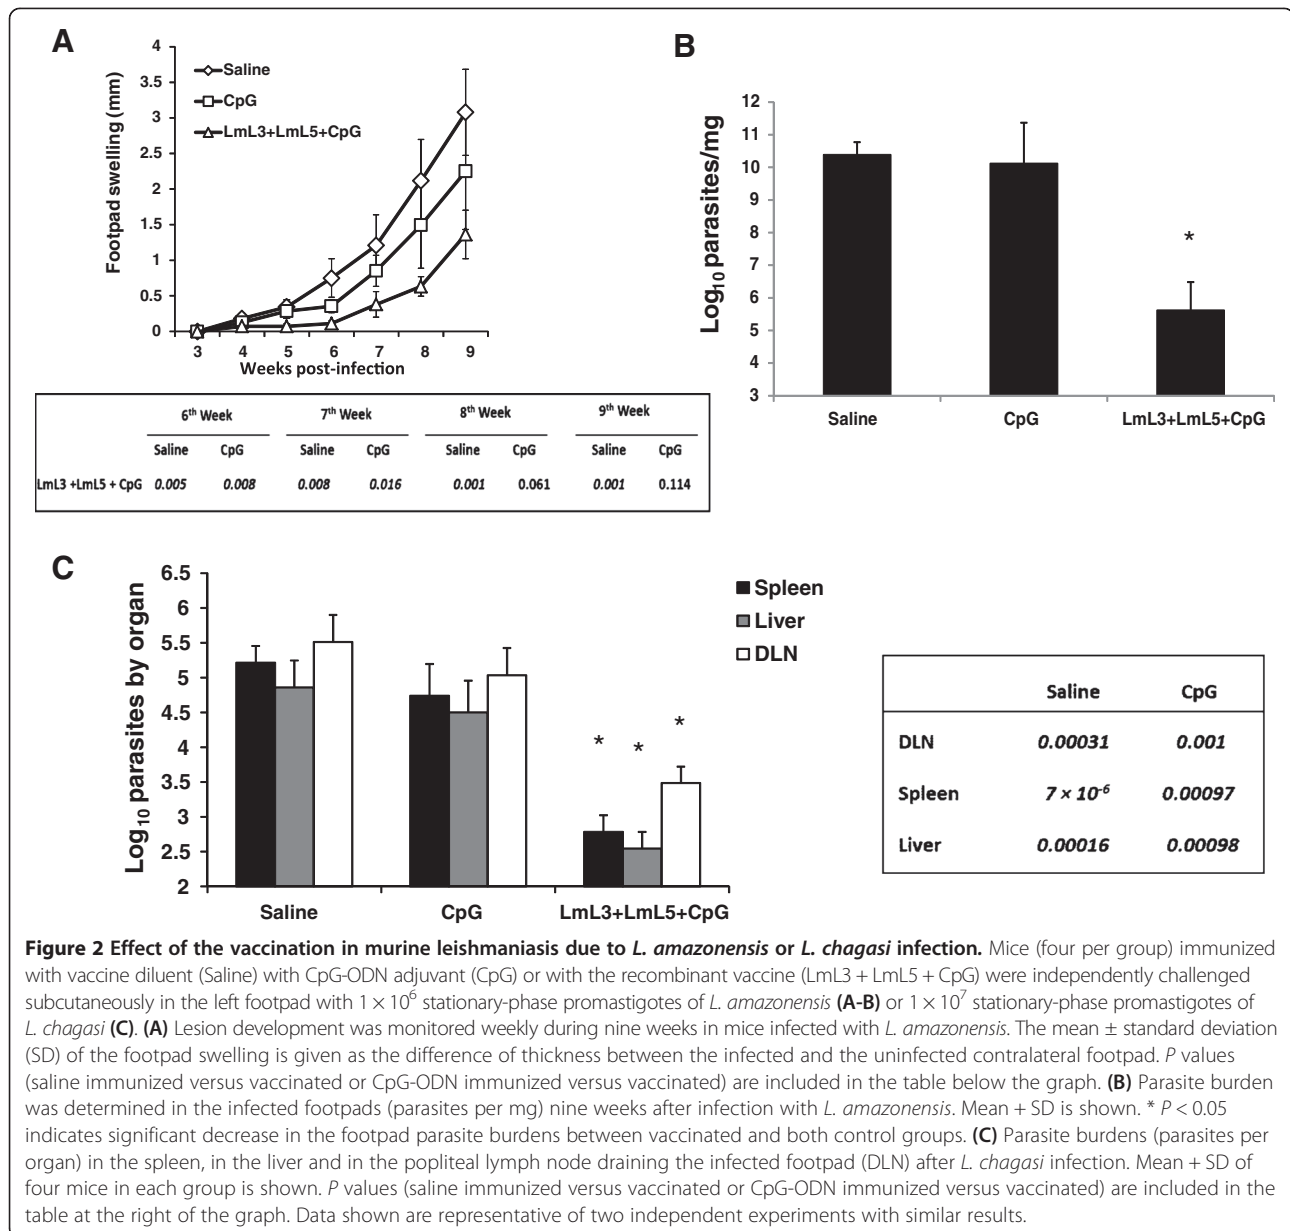 A
Footpad swelling (mm)
4
3.5
3
2.5
2
1.5
1
0.5
0
Saline
CpG
LmL3+LmL5+CpG
3 4 5 6 7 8 9
Weeks post-infection
6th Week 7th Week 8th Week 9th Week
Saline CpG Saline CpG Saline CpG Saline CpG
LmL3 +LmL5 + CpG 0.005 0.008 0.008 0.016 0.001 0.061 0.001 0.114
B
Log10 parasites/mg
12
11
10
9
8
7
6
5
4
3
*
Saline CpG LmL3+LmL5+CpG
C
Log10 parasites by organ
6.5
6
5.5
5
4.5
4
3.5
3
2.5
2
* * *
Saline CpG LmL3+LmL5+CpG
Spleen
Liver
DLN
Saline CpG
DLN 0.00031 0.001
Spleen 7 × 10-6 0.00097
Liver 0.00016 0.00098
Figure 2 Effect of the vaccination in murine leishmaniasis due to L. amazonensis or L. chagasi infection. Mice (four per group) immunized
with vaccine diluent (Saline) with CpG-ODN adjuvant (CpG) or with the recombinant vaccine (LmL3 + LmL5 + CpG) were independently challenged
subcutaneously in the left footpad with 1 × 10⁶ stationary-phase promastigotes of L. amazonensis (A-B) or 1 × 10⁷ stationary-phase promastigotes of
L. chagasi (C). (A) Lesion development was monitored weekly during nine weeks in mice infected with L. amazonensis. The mean ± standard deviation
(SD) of the footpad swelling is given as the difference of thickness between the infected and the uninfected contralateral footpad. P values
(saline immunized versus vaccinated or CpG-ODN immunized versus vaccinated) are included in the table below the graph. (B) Parasite burden
was determined in the infected footpads (parasites per mg) nine weeks after infection with L. amazonensis. Mean + SD is shown. * P < 0.05
indicates significant decrease in the footpad parasite burdens between vaccinated and both control groups. (C) Parasite burdens (parasites per
organ) in the spleen, in the liver and in the popliteal lymph node draining the infected footpad (DLN) after L. chagasi infection. Mean + SD of
four mice in each group is shown. P values (saline immunized versus vaccinated or CpG-ODN immunized versus vaccinated) are included in the
table at the right of the graph. Data shown are representative of two independent experiments with similar results.